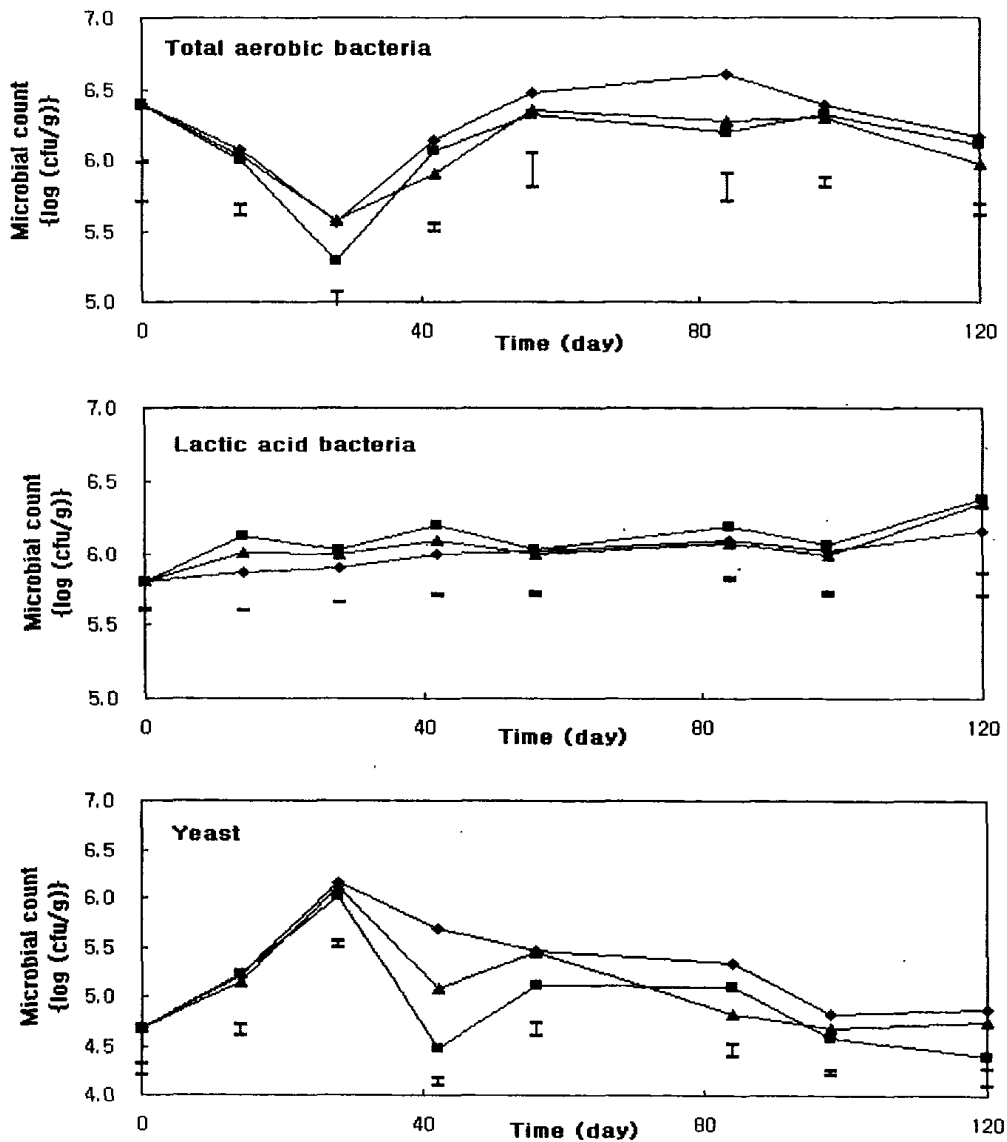 Total aerobic bacteria
Microbial count
{log (cfu/g)}
7.0
6.5
6.0
5.5
5.0
0
40
80
120
Time (day)
Lactic acid bacteria
Microbial count
{log (cfu/g)}
7.0
6.5
6.0
5.5
5.0
0
40
80
120
Time (day)
Yeast
Microbial count
{log (cfu/g)}
7.0
6.5
6.0
5.5
5.0
4.5
4.0
0
40
80
120
Time (day)